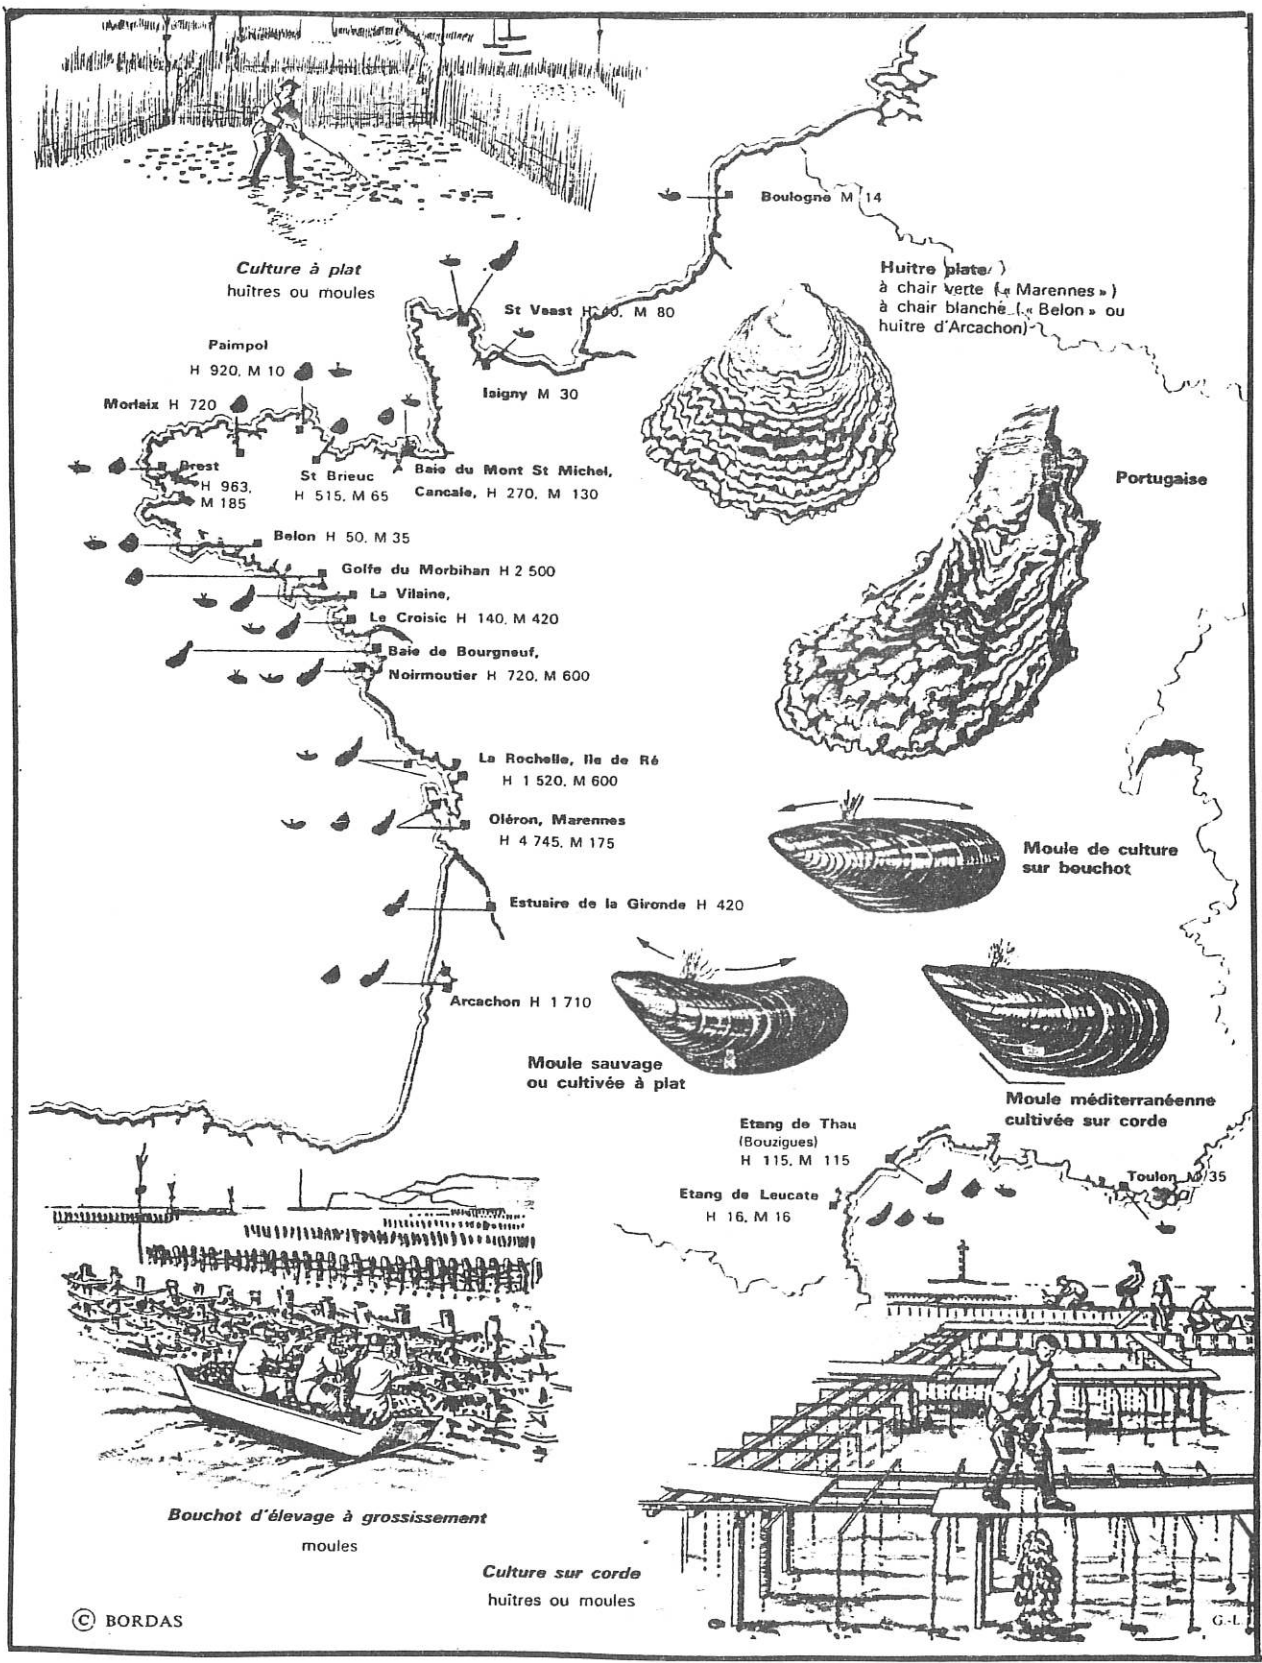 Boulogne M 14
Culture à plat
huîtres ou moules
Huitre plate
à chair verte (« Marennes »)
à chair blanche (« Belon » ou
huitre d'Arcachon)
St Vaast H 40, M 80
Isigny M 30
Paimpol
H 920, M 10
Morlaix H 720
Brest
H 963,
M 185
St Brieuc
H 515, M 65
Baie du Mont St Michel,
Cancale, H 270, M 130
Portugaise
Belon H 50, M 35
Golfe du Morbihan H 2 500
La Vilaine,
Le Croisic H 140, M 420
Baie de Bourgneuf,
Noirmoutier H 720, M 600
La Rochelle, Ile de Ré
H 1 520, M 600
Oléron, Marennes
H 4 745, M 175
Moule de culture
sur bouchot
Estuaire de la Gironde H 420
Arcachon H 1 710
Moule sauvage
ou cultivée à plat
Moule méditerranéenne
cultivée sur corde
Etang de Thau
(Bouzigues)
H 115, M 115
Etang de Leucate
H 16, M 16
Toulon M 35
Bouchot d'élevage à grossissement
moules
Culture sur corde
huîtres ou moules
© BORDAS
G.-L.